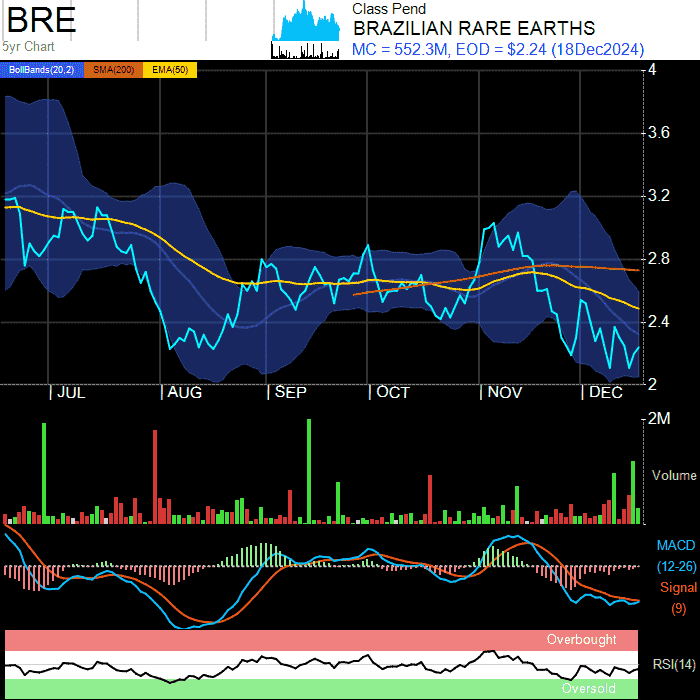 BRE
5yr Chart
Class Pend
BRAZILIAN RARE EARTHS
MC = 552.3M, EOD = $2.24 (18Dec2024)
BollBands(20,2) SMA(200) EMA(50)
4
3.6
3.2
2.8
2.4
2
JUL AUG SEP OCT NOV DEC
2M
Volume
MACD
(12-26)
Signal
(9)
Overbought
RSI(14)
Oversold